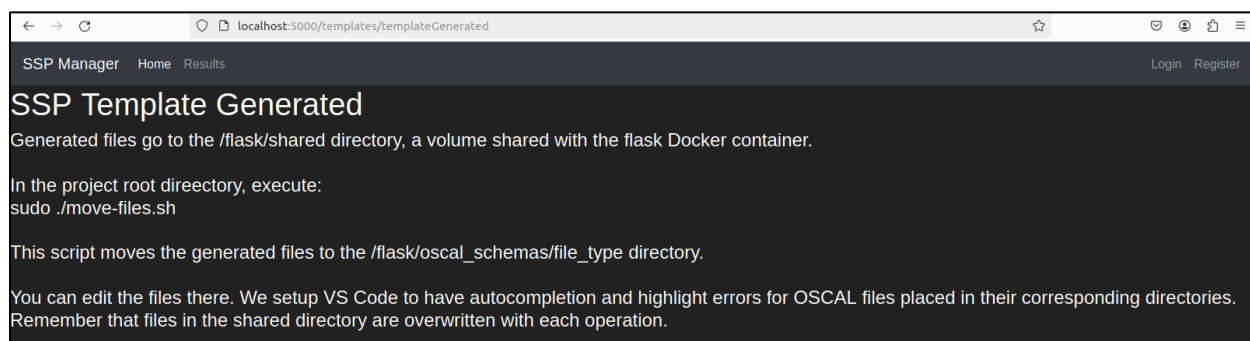 localhost:5000/templates/templateGenerated
SSP Manager Home Results Login Register
SSP Template Generated
Generated files go to the /flask/shared directory, a volume shared with the flask Docker container.
In the project root direectory, execute:
sudo ./move-files.sh
This script moves the generated files to the /flask/oscal_schemas/file_type directory.
You can edit the files there. We setup VS Code to have autocompletion and highlight errors for OSCAL files placed in their corresponding directories.
Remember that files in the shared directory are overwritten with each operation.